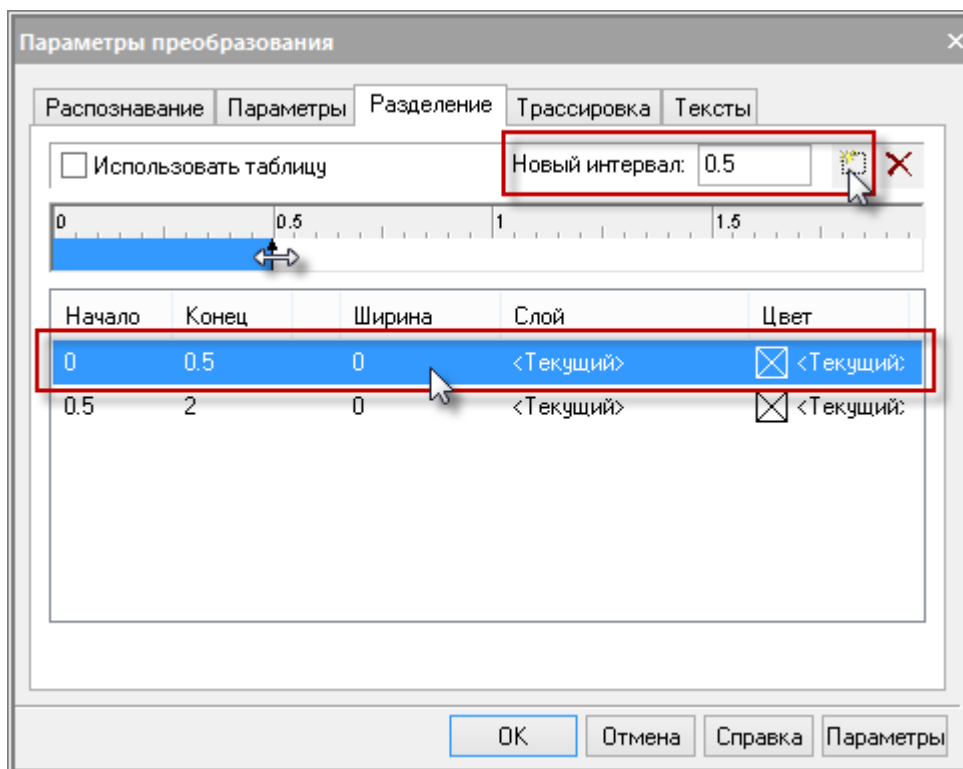 Параметры преобразования
Распознавание Параметры Разделение Трассировка Тексты
Использовать таблицу Новый интервал: 0.5
0 0.5 1 1.5
Начало Конец Ширина Слой Цвет
0 0.5 0 <Текущий> <Текущий>
0.5 2 0 <Текущий> <Текущий>
OK Отмена Справка Параметры